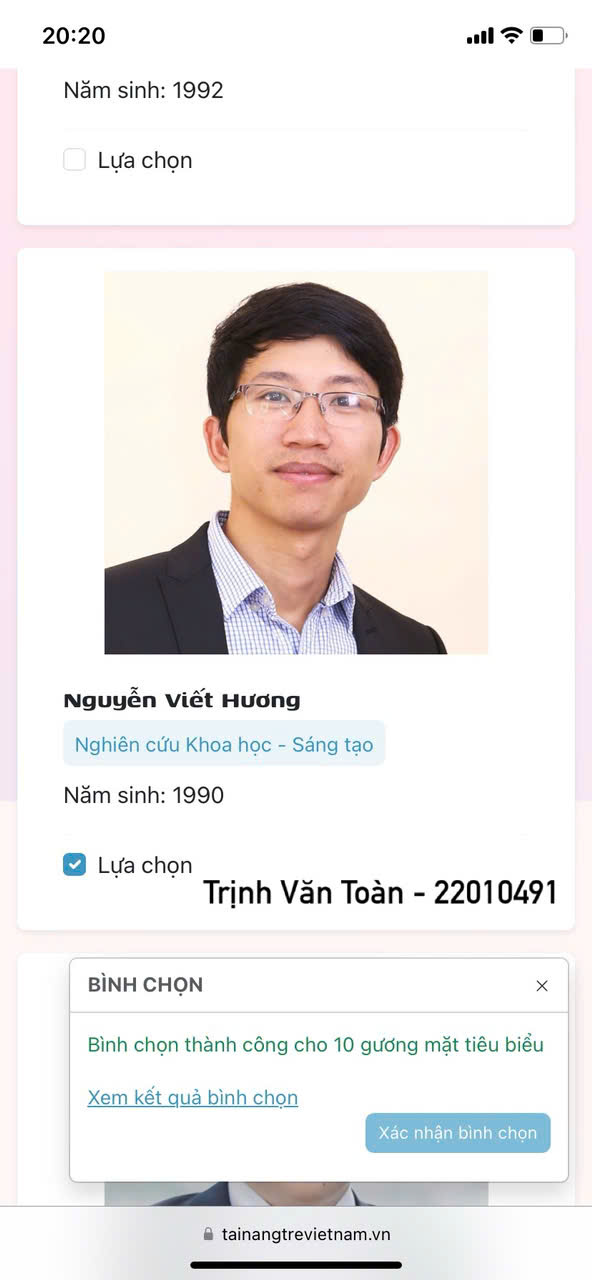 20:20
Năm sinh: 1992
Lựa chọn
Nguyễn Viết Hương
Nghiên cứu Khoa học - Sáng tạo
Năm sinh: 1990
Lựa chọn
Trịnh Văn Toàn - 22010491
BÌNH CHỌN
Bình chọn thành công cho 10 gương mặt tiêu biểu
Xem kết quả bình chọn
Xác nhận bình chọn
tainangtrevietnam.vn